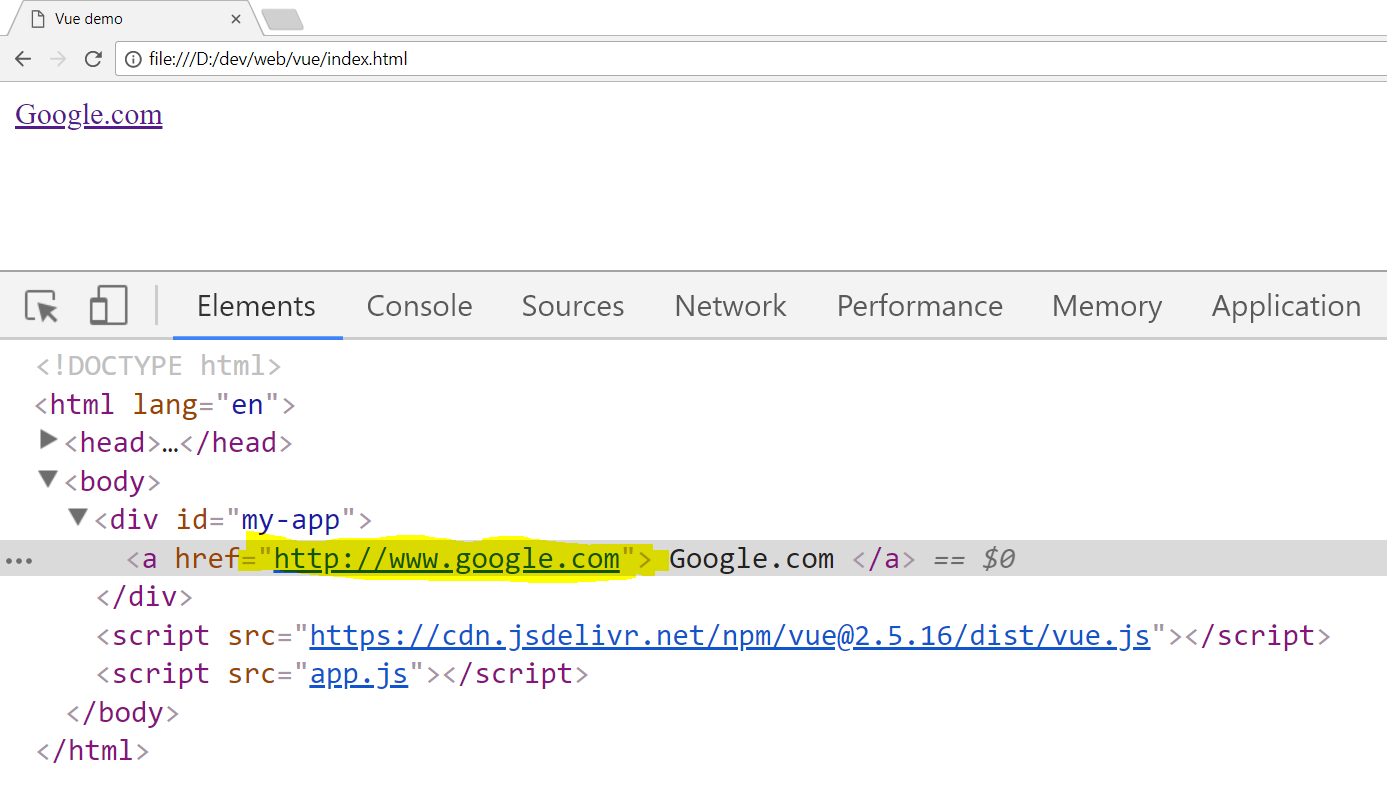 Vue demo
file:///D:/dev/web/vue/index.html
Google.com
Elements Console Sources Network Performance Memory Application
<!DOCTYPE html>
<html lang="en">
<head>…</head>
<body>
<div id="my-app">
<a href="http://www.google.com"> Google.com </a> == $0
</div>
<script src="https://cdn.jsdelivr.net/npm/vue@2.5.16/dist/vue.js"></script>
<script src="app.js"></script>
</body>
</html>